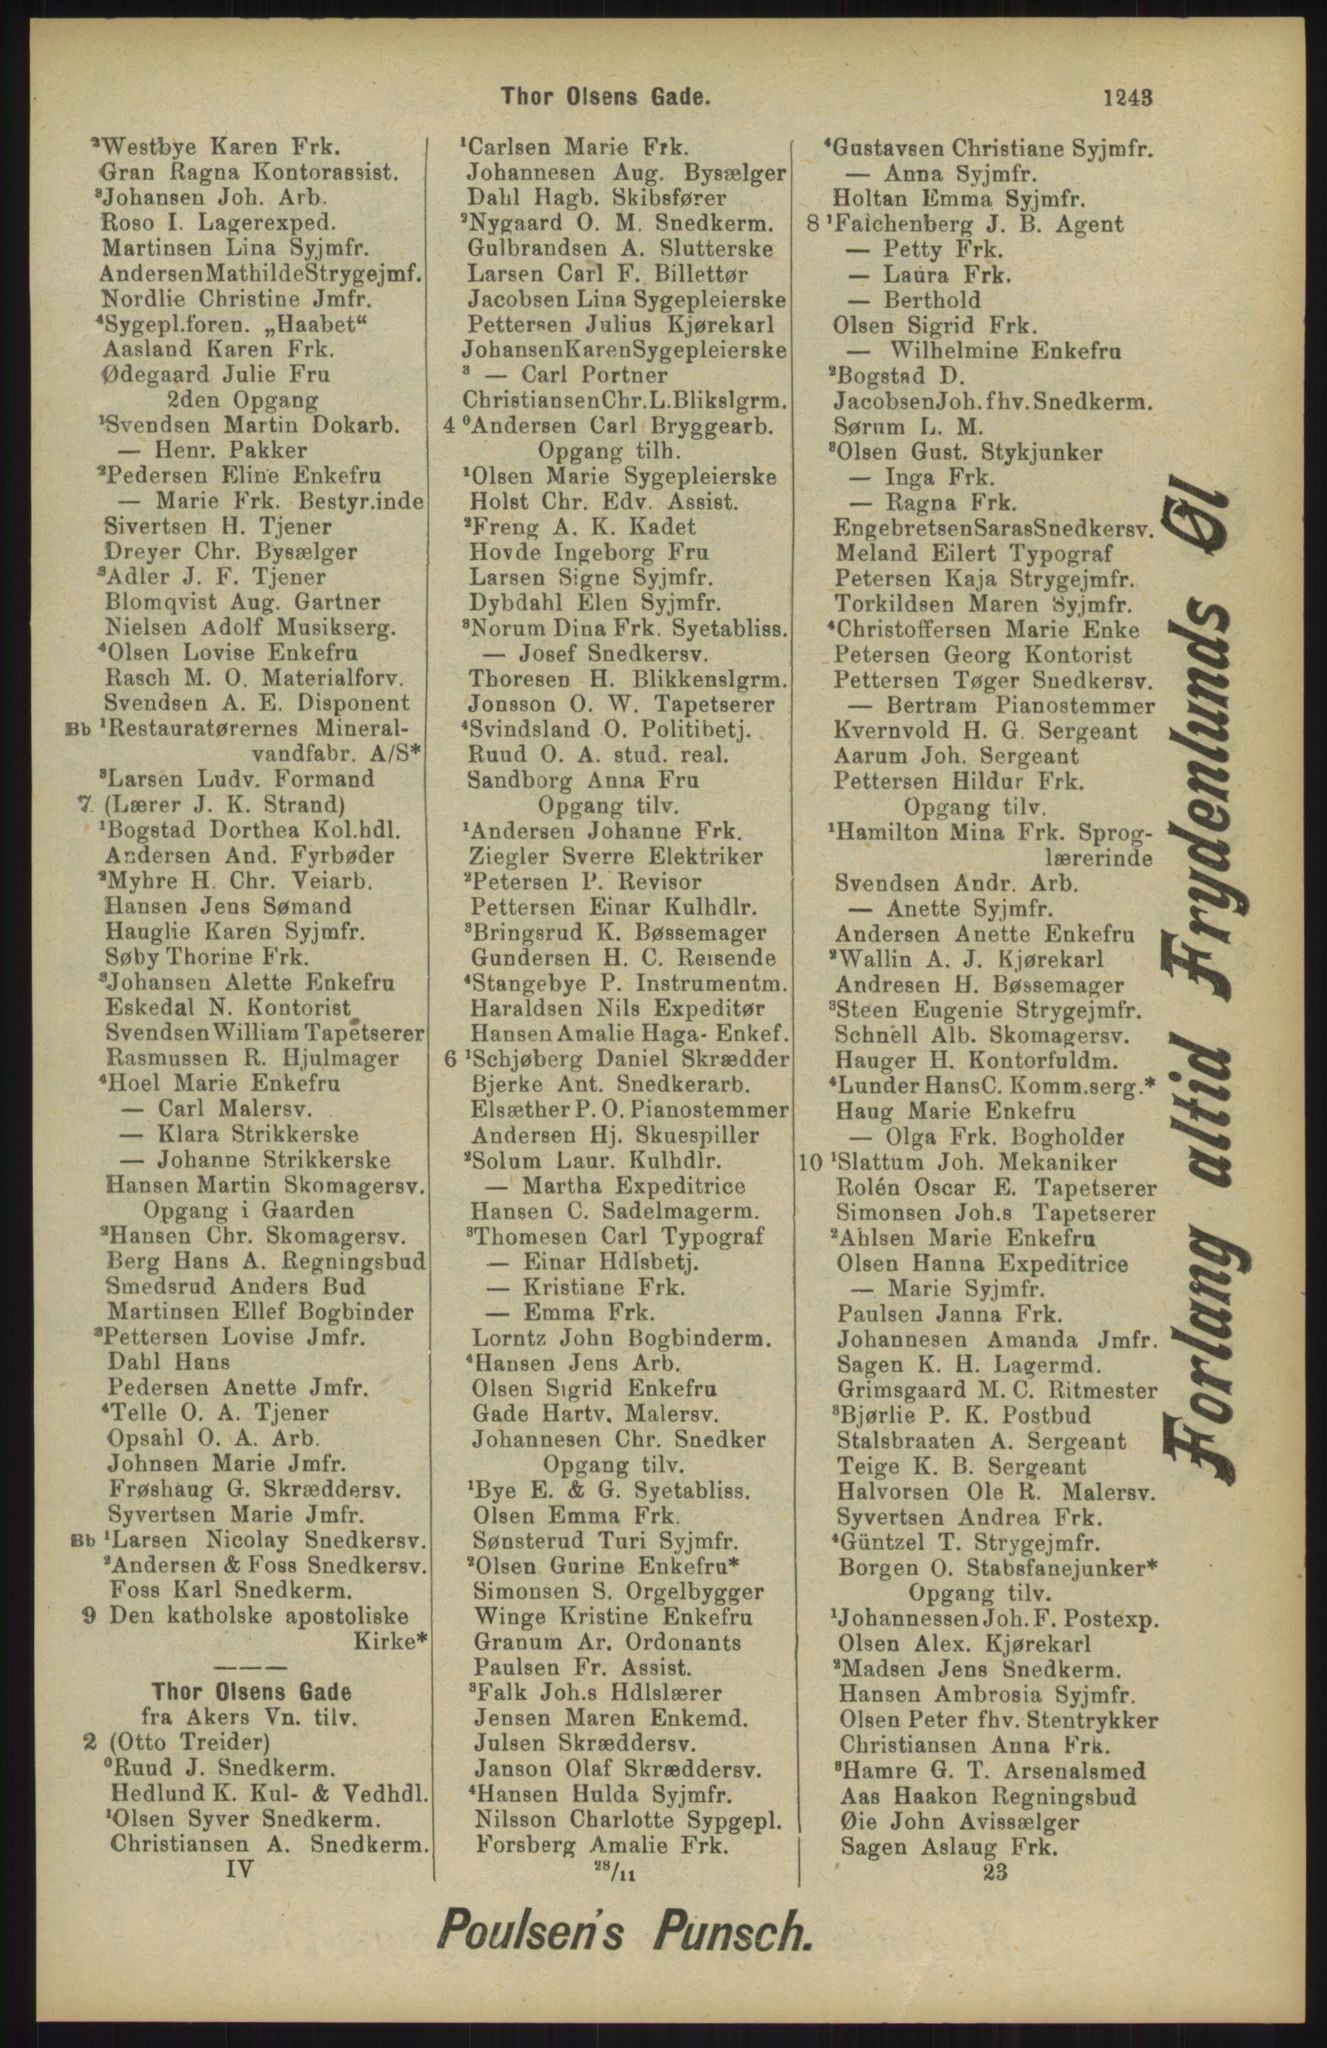 Thor Olsens Gade.
1243
²Westbye Karen Frk.
Gran Ragna Kontorassist.
³Johansen Joh. Arb.
Roso I. Lagerexped.
Martinsen Lina Syjmfr.
AndersenMathildeStrygejmf.
Nordlie Christine Jmfr.
⁴Sygepl.foren. „Haabet“
Aasland Karen Frk.
Ødegaard Julie Fru
2den Opgang
¹Svendsen Martin Dokarb.
— Henr. Pakker
²Pedersen Eline Enkefru
— Marie Frk. Bestyr.inde
Sivertsen H. Tjener
Dreyer Chr. Bysælger
³Adler J. F. Tjener
Blomqvist Aug. Gartner
Nielsen Adolf Musikserg.
⁴Olsen Lovise Enkefru
Rasch M. O. Materialforv.
Svendsen A. E. Disponent
Bb ¹Restauratørernes Mineral-
vandfabr. A/S*
³Larsen Ludv. Formand
7 (Lærer J. K. Strand)
¹Bogstad Dorthea Kol.hdl.
Andersen And. Fyrbøder
²Myhre H. Chr. Veiarb.
Hansen Jens Sømand
Hauglie Karen Syjmfr.
Søby Thorine Frk.
³Johansen Alette Enkefru
Eskedal N. Kontorist
SvendsenWilliam Tapetserer
Rasmussen R. Hjulmager
⁴Hoel Marie Enkefru
— Carl Malersv.
— Klara Strikkerske
— Johanne Strikkerske
Hansen Martin Skomagersv.
Opgang i Gaarden
²Hansen Chr. Skomagersv.
Berg Hans A. Regningsbud
Smedsrud Anders Bud
Martinsen Ellef Bogbinder
³Pettersen Lovise Jmfr.
Dahl Hans
Pedersen Anette Jmfr.
⁴Telle O. A. Tjener
Opsahl O. A. Arb.
Johnsen Marie Jmfr.
Frøshaug G. Skræddersv.
Syvertsen Marie Jmfr.
Bb ¹Larsen Nicolay Snedkersv.
²Andersen & Foss Snedkersv.
Foss Karl Snedkerm.
9 Den katholske apostoliske
Kirke*
Thor Olsens Gade
fra Akers Vn. tilv.
2 (Otto Treider)
⁰Ruud J. Snedkerm.
Hedlund K. Kul- & Vedhdl.
¹Olsen Syver Snedkerm.
Christiansen A. Snedkerm.
IV
¹Carlsen Marie Frk.
Johannesen Aug. Bysælger
Dahl Hagb. Skibsfører
²Nygaard O. M. Snedkerm.
Gulbrandsen A. Slutterske
Larsen Carl F. Billettør
Jacobsen Lina Sygepleierske
Pettersen Julius Kjørekarl
JohansenKarenSygepleierske
³ — Carl Portner
ChristiansenChr.L.Blikslgrm.
4 ⁰Andersen Carl Bryggearb.
Opgang tilh.
¹Olsen Marie Sygepleierske
Holst Chr. Edv. Assist.
²Freng A. K. Kadet
Hovde Ingeborg Fru
Larsen Signe Syjmfr.
Dybdahl Elen Syjmfr.
³Norum Dina Frk. Syetabliss.
— Josef Snedkersv.
Thoresen H. Blikkenslgrm.
Jonsson O. W. Tapetserer
⁴Svindsland O. Politibetj.
Ruud O. A. stud. real.
Sandborg Anna Fru
Opgang tilv.
¹Andersen Johanne Frk.
Ziegler Sverre Elektriker
²Petersen P. Revisor
Pettersen Einar Kulhdlr.
³Bringsrud K. Bøssemager
Gundersen H. C. Reisende
⁴Stangebye P. Instrumentm.
Haraldsen Nils Expeditør
Hansen Amalie Haga- Enkef.
6 ¹Schjøberg Daniel Skrædder
Bjerke Ant. Snedkerarb.
Elsæther P. O. Pianostemmer
Andersen Hj. Skuespiller
²Solum Laur. Kulhdlr.
— Martha Expeditrice
Hansen C. Sadelmagerm.
³Thomesen Carl Typograf
— Einar Hdlsbetj.
— Kristiane Frk.
— Emma Frk.
Lorntz John Bogbinderm.
⁴Hansen Jens Arb.
Olsen Sigrid Enkefru
Gade Hartv. Malersv.
Johannesen Chr. Snedker
Opgang tilv.
¹Bye E. & G. Syetabliss.
Olsen Emma Frk.
Sønsterud Turi Syjmfr.
²Olsen Gurine Enkefru*
Simonsen S. Orgelbygger
Winge Kristine Enkefru
Granum Ar. Ordonants
Paulsen Fr. Assist.
³Falk Joh.s Hdlslærer
Jensen Maren Enkemd.
Julsen Skræddersv.
Janson Olaf Skræddersv.
⁴Hansen Hulda Syjmfr.
Nilsson Charlotte Sypgepl.
Forsberg Amalie Frk.
²⁸/₁₁
⁴Gustavsen Christiane Syjmfr.
— Anna Syjmfr.
Holtan Emma Syjmfr.
8 ¹Falchenberg J. B. Agent
— Petty Frk.
— Laura Frk.
— Berthold
Olsen Sigrid Frk.
— Wilhelmine Enkefru
²Bogstad D.
JacobsenJoh.fhv.Snedkerm.
Sørum L. M.
³Olsen Gust. Stykjunker
— Inga Frk.
— Ragna Frk.
EngebretsenSarasSnedkersv.
Meland Eilert Typograf
Petersen Kaja Strygejmfr.
Torkildsen Maren Syjmfr.
⁴Christoffersen Marie Enke
Petersen Georg Kontorist
Pettersen Tøger Snedkersv.
— Bertram Pianostemmer
Kvernvold H. G. Sergeant
Aarum Joh. Sergeant
Pettersen Hildur Frk.
Opgang tilv.
¹Hamilton Mina Frk. Sprog-
lærerinde
Svendsen Andr. Arb.
— Anette Syjmfr.
Andersen Anette Enkefru
²Wallin A. J. Kjørekarl
Andresen H. Bøssemager
³Steen Eugenie Strygejmfr.
Schnell Alb. Skomagersv.
Hauger H. Kontorfuldm.
⁴Lunder HansC. Komm.serg.*
Haug Marie Enkefru
— Olga Frk. Bogholder
10 ¹Slattum Joh. Mekaniker
Rolén Oscar E. Tapetserer
Simonsen Joh.s Tapetserer
²Ahlsen Marie Enkefru
Olsen Hanna Expeditrice
— Marie Syjmfr.
Paulsen Janna Frk.
Johannesen Amanda Jmfr.
Sagen K. H. Lagermd.
Grimsgaard M. C. Ritmester
³Bjørlie P. K. Postbud
Stalsbraaten A. Sergeant
Teige K. B. Sergeant
Halvorsen Ole R. Malersv.
Syvertsen Andrea Frk.
⁴Güntzel T. Strygejmfr.
Borgen O. Stabsfanejunker*
Opgang tilv.
¹Johannessen Joh. F. Postexp.
Olsen Alex. Kjørekarl
²Madsen Jens Snedkerm.
Hansen Ambrosia Syjmfr.
Olsen Peter fhv. Stentrykker
Christiansen Anna Frk.
³Hamre G. T. Arsenalsmed
Aas Haakon Regningsbud
Øie John Avissælger
Sagen Aslaug Frk.
23
Forlang altid Frydenlunds Øl
Poulsen's Punsch.